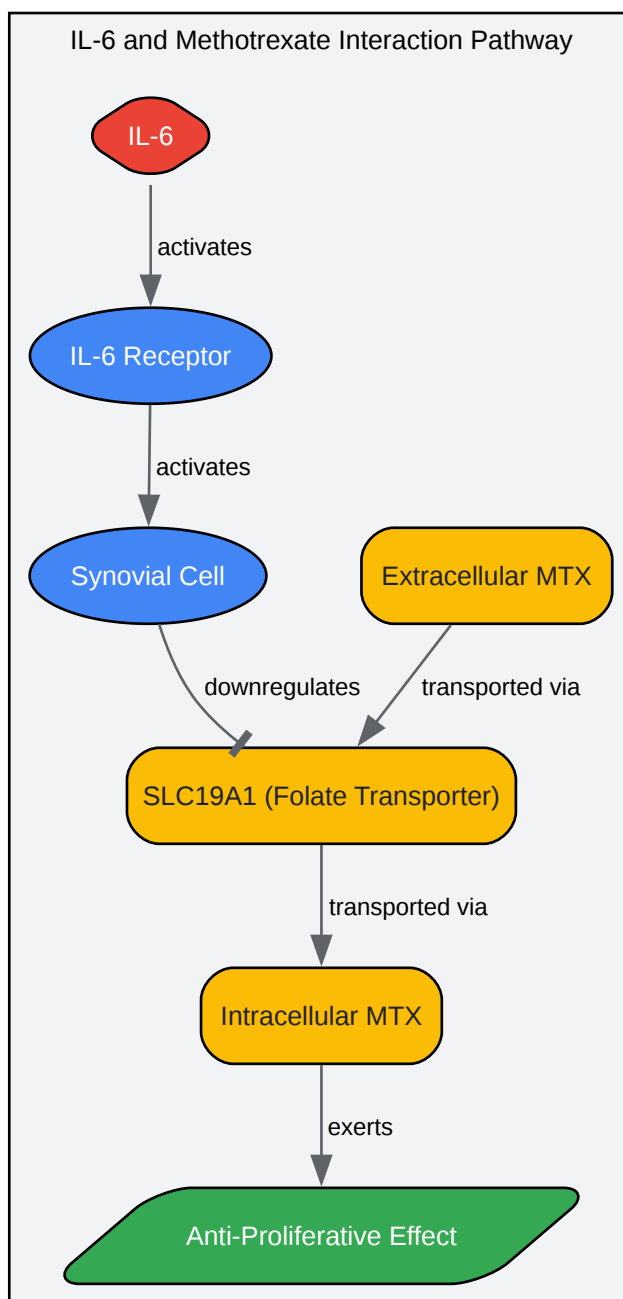 IL-6 and Methotrexate Interaction Pathway
IL-6
activates
IL-6 Receptor
activates
Synovial Cell
Extracellular MTX
downregulates
transported via
SLC19A1 (Folate Transporter)
transported via
Intracellular MTX
exerts
Anti-Proliferative Effect